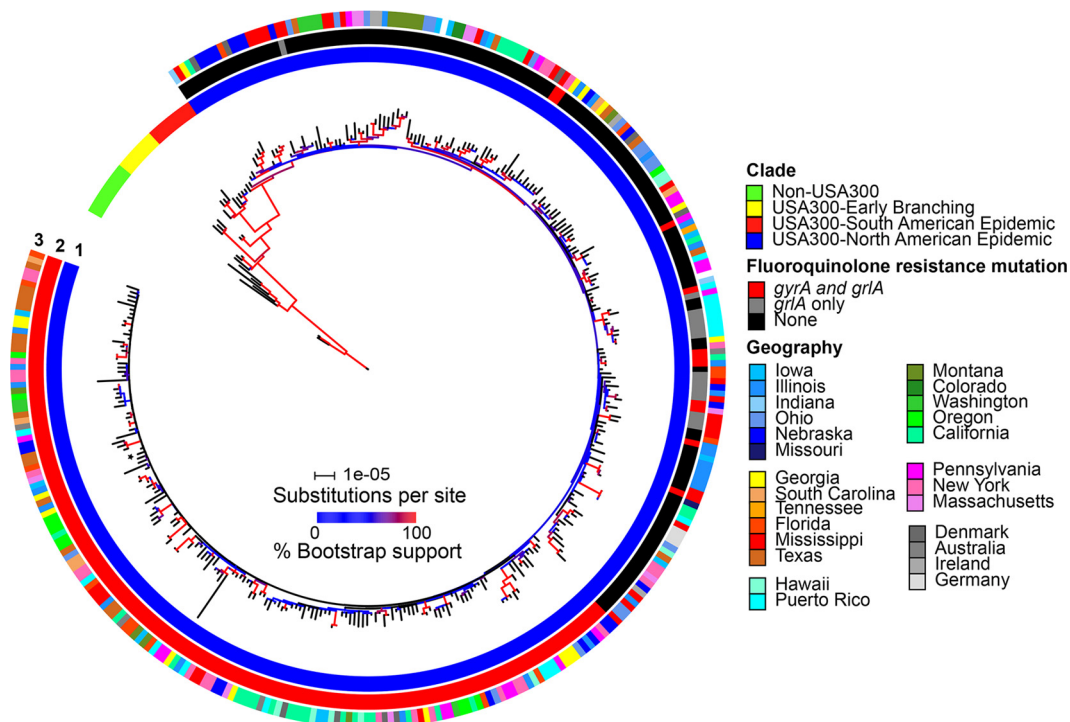 3 2 1
1e-05
Substitutions per site
0 100
% Bootstrap support
*
Clade
Non-USA300
USA300-Early Branching
USA300-South American Epidemic
USA300-North American Epidemic
Fluoroquinolone resistance mutation
gyrA and grlA
grlA only
None
Geography
Iowa
Illinois
Indiana
Ohio
Nebraska
Missouri
Georgia
South Carolina
Tennessee
Florida
Mississippi
Texas
Hawaii
Puerto Rico
Montana
Colorado
Washington
Oregon
California
Pennsylvania
New York
Massachusetts
Denmark
Australia
Ireland
Germany